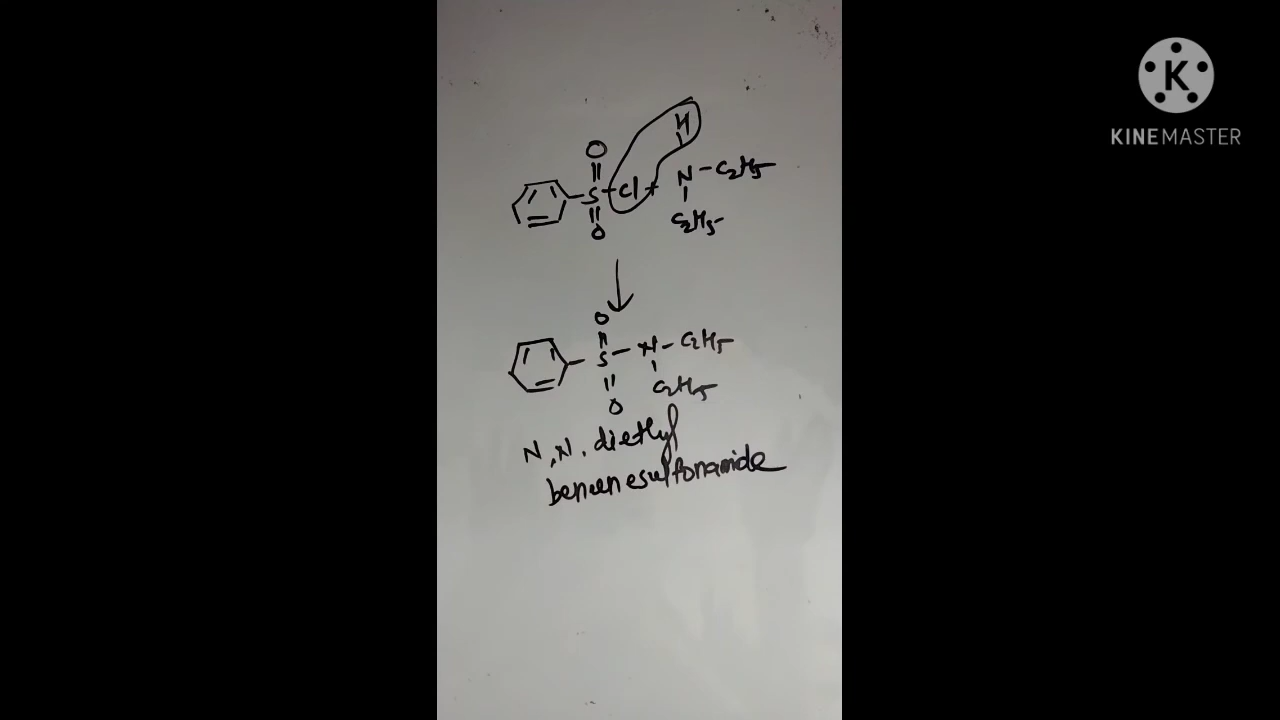 K
KINEMASTER
H
O
S-Cl + N-C2H5
O
C2H5
O
S-N-C2H5
C2H5
O
N,N. diethyl
benzenesulfonamide